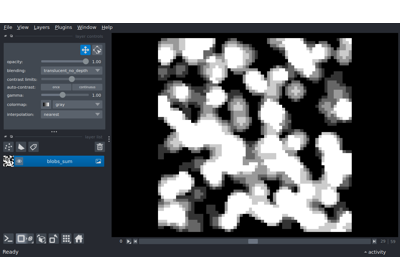 File View Layers Plugins Window Help
opacity: 1.00
blending: translucent_no_depth
contrast limits:
auto-contrast: once continuous
gamma: 1.00
colormap: gray
interpolation: nearest
blobs_sum
Ready
activity